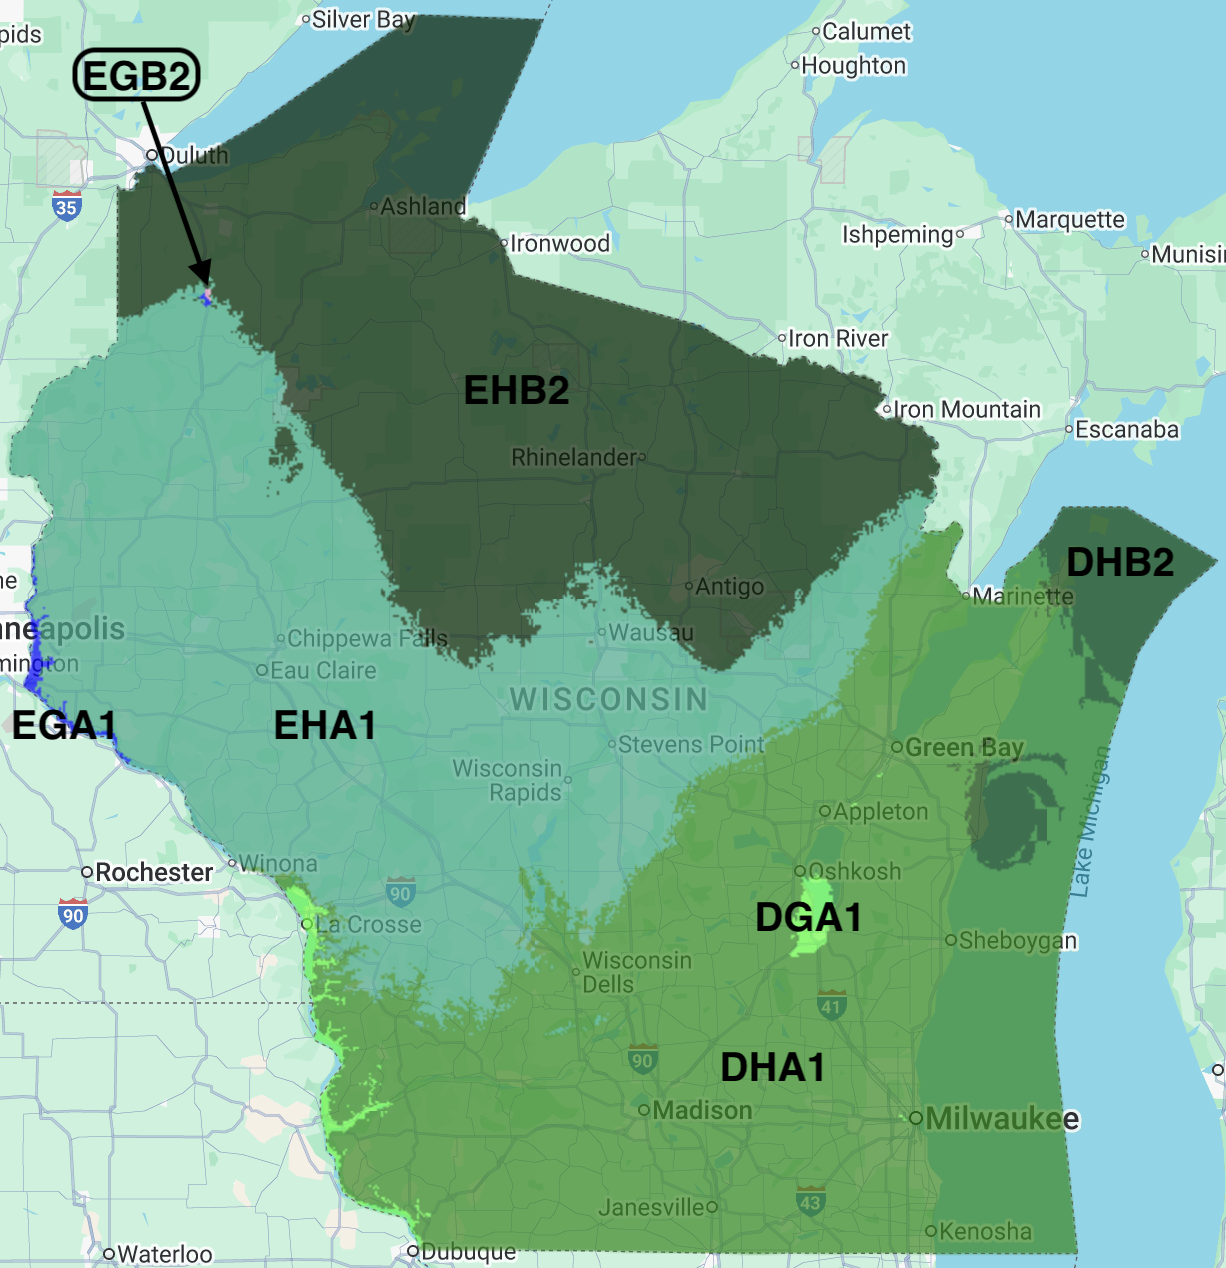 Silver Bay
pids
Calumet
Houghton
EGB2
Duluth
35
Ashland
Marquette
Ishpeming
Ironwood
Munisi
Iron River
EHB2
Iron Mountain
Escanaba
Rhinelander
DHB2
ne
Antigo
Marinette
nneapolis
Chippewa Falls
Wausau
mington
Eau Claire
WISCONSIN
EGA1
EHA1
Stevens Point
Green Bay
Wisconsin
Rapids
Appleton
Lake Michigan
Rochester
Winona
Oshkosh
90
90
DGA1
La Crosse
Sheboygan
Wisconsin
Dells
41
90
DHA1
Madison
Milwaukee
43
Janesville
Kenosha
Waterloo
Dubuque